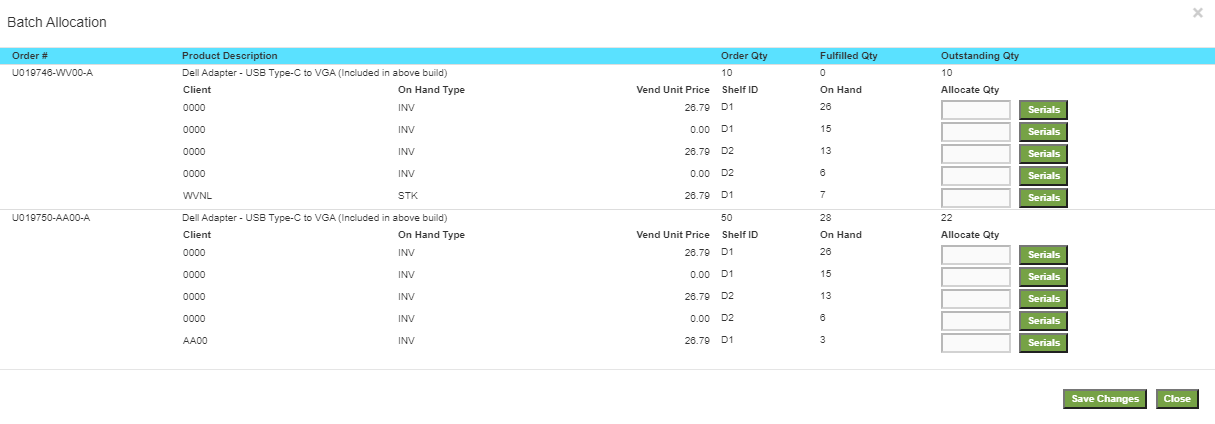 Batch Allocation ×
Order # Product Description Order Qty Fulfilled Qty Outstanding Qty
U019746-WV00-A Dell Adapter - USB Type-C to VGA (Included in above build) 10 0 10
Client On Hand Type Vend Unit Price Shelf ID On Hand Allocate Qty
0000 INV 26.79 D1 26 Serials
0000 INV 0.00 D1 15 Serials
0000 INV 26.79 D2 13 Serials
0000 INV 0.00 D2 6 Serials
WVNL STK 26.79 D1 7 Serials
U019750-AA00-A Dell Adapter - USB Type-C to VGA (Included in above build) 50 28 22
Client On Hand Type Vend Unit Price Shelf ID On Hand Allocate Qty
0000 INV 26.79 D1 26 Serials
0000 INV 0.00 D1 15 Serials
0000 INV 26.79 D2 13 Serials
0000 INV 0.00 D2 6 Serials
AA00 INV 26.79 D1 3 Serials
Save Changes Close